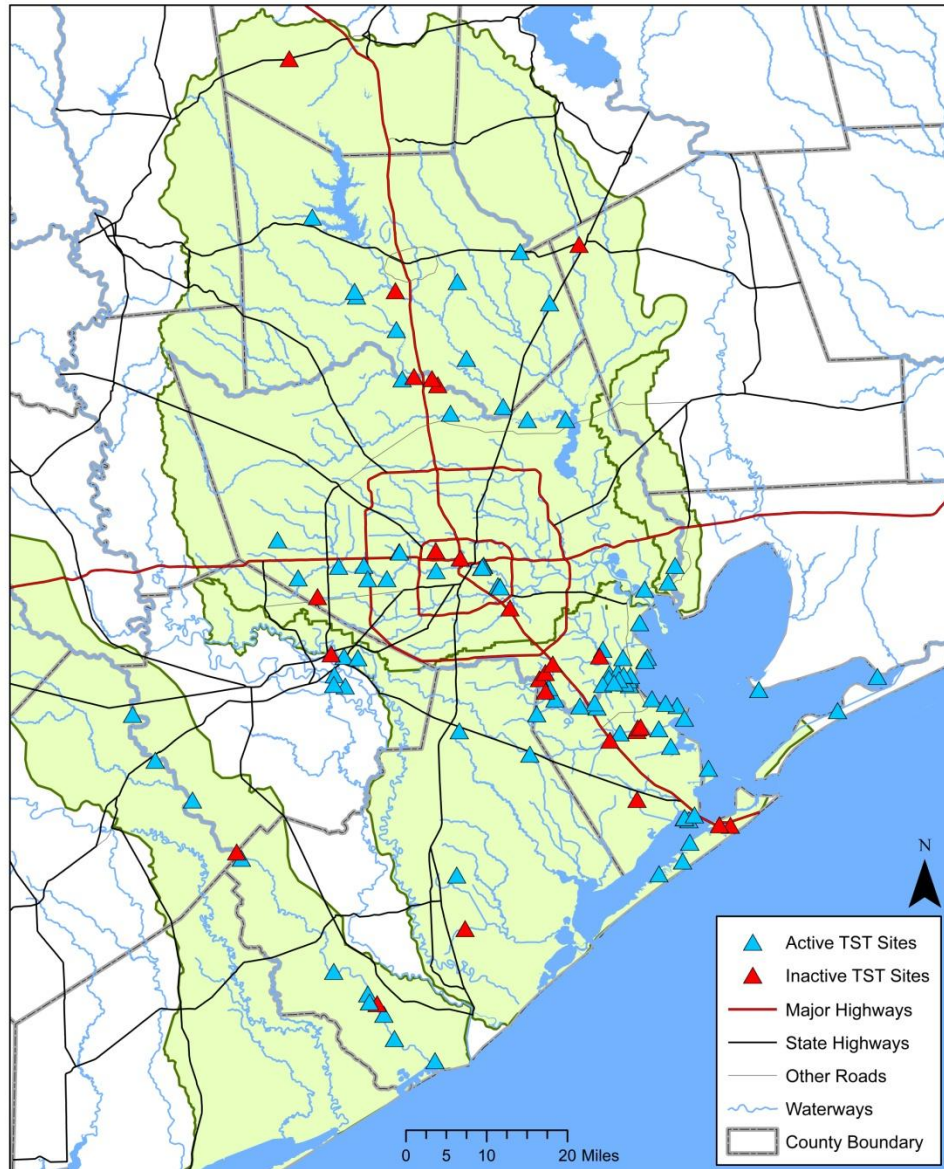 N
Active TST Sites
Inactive TST Sites
Major Highways
State Highways
Other Roads
Waterways
County Boundary
0 5 10 20 Miles